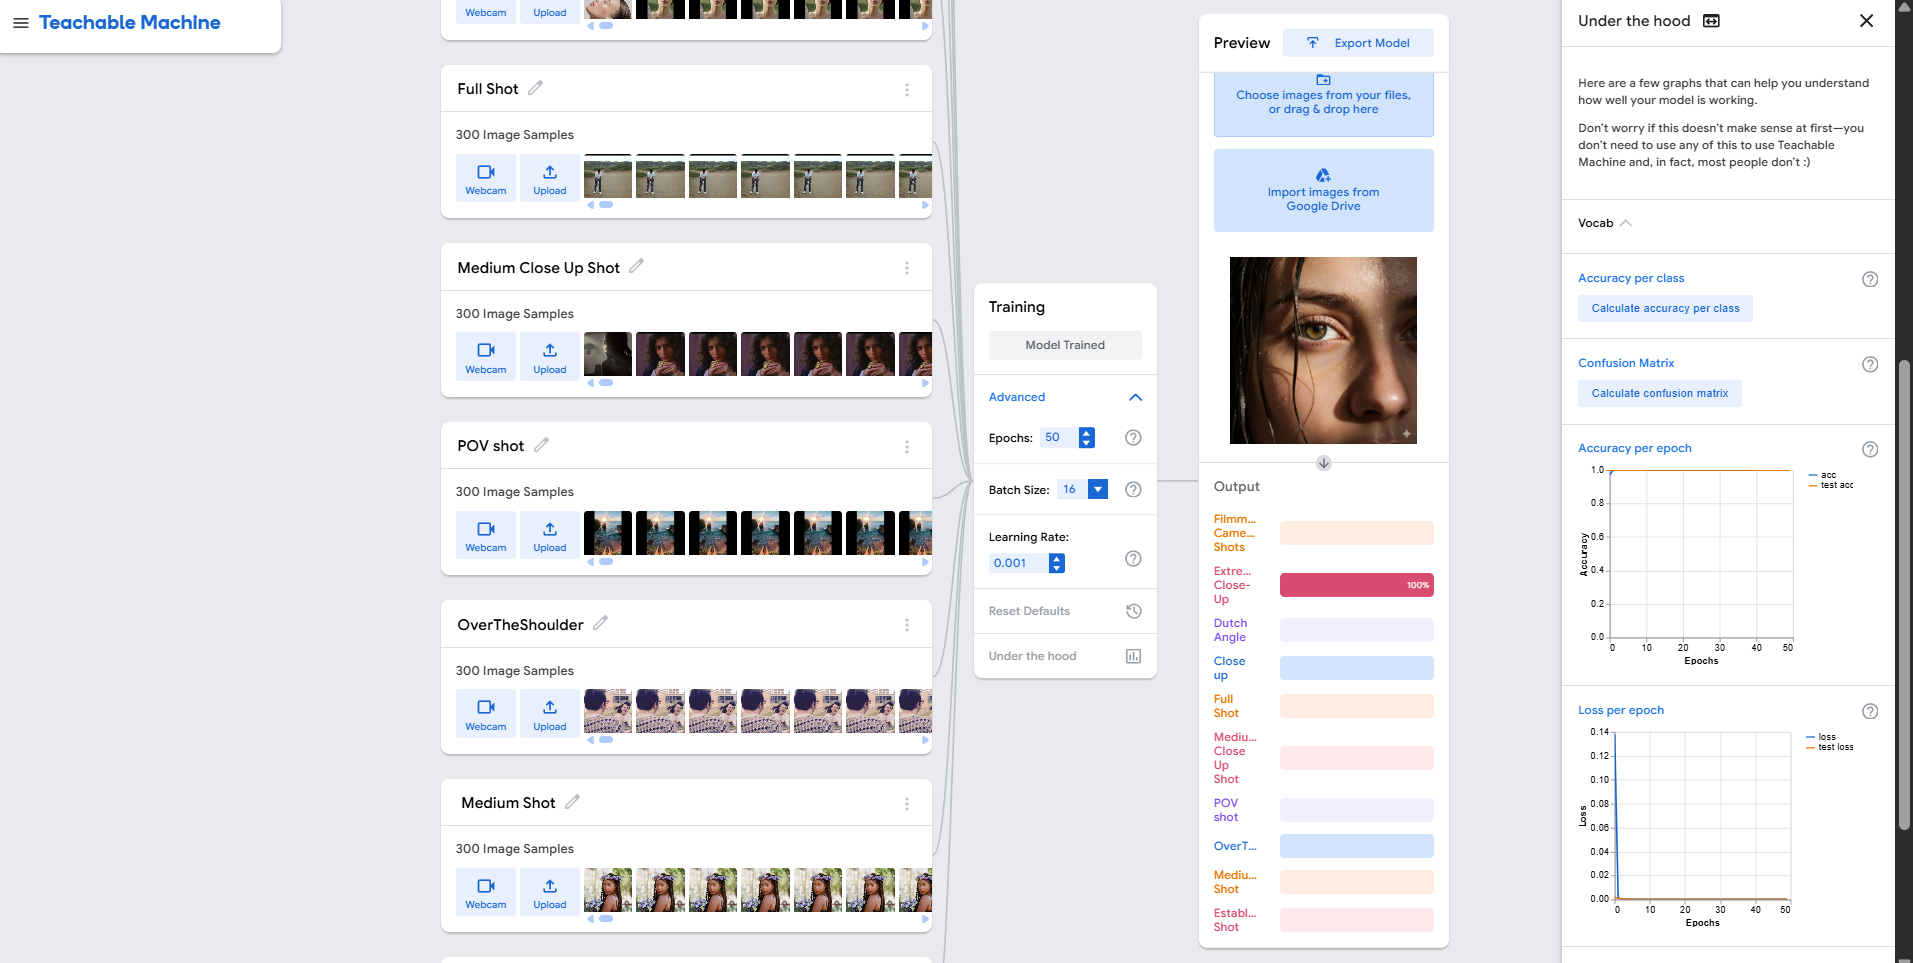 Teachable Machine
Webcam
Upload
Full Shot
300 Image Samples
Webcam
Upload
Medium Close Up Shot
300 Image Samples
Webcam
Upload
POV shot
300 Image Samples
Webcam
Upload
OverTheShoulder
300 Image Samples
Webcam
Upload
Medium Shot
300 Image Samples
Webcam
Upload
Training
Model Trained
Advanced
Epochs: 50
Batch Size: 16
Learning Rate:
0.001
Reset Defaults
Under the hood
Preview
Export Model
Choose images from your files,
or drag & drop here
Import images from
Google Drive
Output
Filmm...
Came...
Shots
Extre...
Close-
Up
100%
Dutch
Angle
Close
up
Full
Shot
Mediu...
Close
Up
Shot
POV
shot
OverT...
Mediu...
Shot
Establ...
Shot
Under the hood
Here are a few graphs that can help you understand
how well your model is working.
Don't worry if this doesn't make sense at first—you
don't need to use any of this to use Teachable
Machine and, in fact, most people don't :)
Vocab
Accuracy per class
Calculate accuracy per class
Confusion Matrix
Calculate confusion matrix
Accuracy per epoch
1.0
0.8
0.6
0.4
0.2
0.0
Accuracy
0 10 20 30 40 50
Epochs
acc
test acc
Loss per epoch
0.14
0.12
0.10
0.08
0.06
0.04
0.02
0.00
Loss
0 10 20 30 40 50
Epochs
loss
test loss